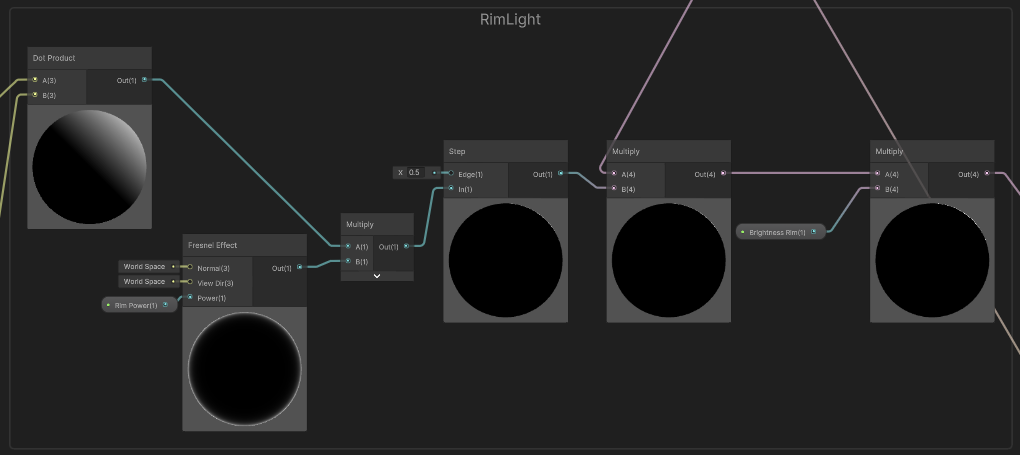 RimLight
Dot Product
A(3)
Out(1)
B(3)
Step
X 0.5
Edge(1)
Out(1)
In(1)
Multiply
A(4)
Out(4)
B(4)
Multiply
A(4)
Out(4)
B(4)
Brightness Rim(1)
Multiply
A(1)
Out(1)
B(1)
Fresnel Effect
World Space
Normal(3)
Out(1)
World Space
View Dir(3)
Rim Power(1)
Power(1)